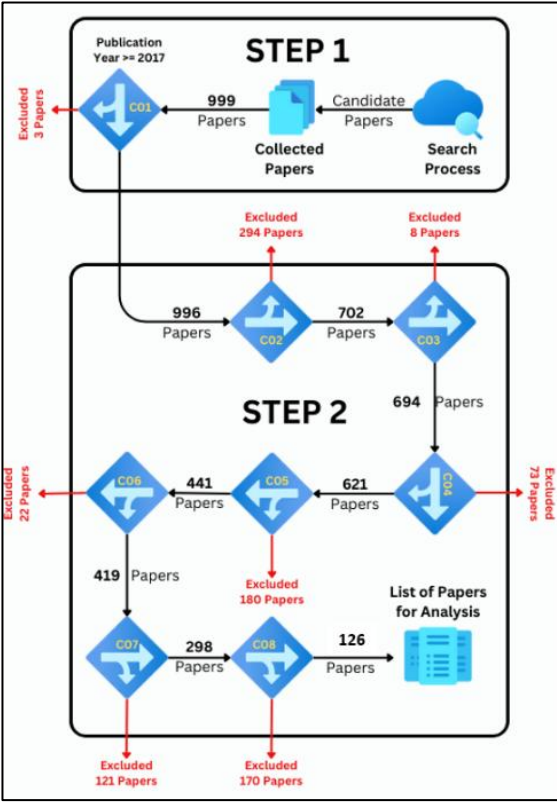 Publication
Year >= 2017
STEP 1
C01
999
Papers
Candidate
Papers
Excluded
3 Papers
Collected
Papers
Search
Process
Excluded
294 Papers
Excluded
8 Papers
996
Papers
C02
702
Papers
C03
694 Papers
STEP 2
C06
441
Papers
C05
621
Papers
C04
Excluded
22 Papers
Excluded
73 Papers
419 Papers
Excluded
180 Papers
List of Papers
for Analysis
C07
298
Papers
C08
126
Papers
Excluded
121 Papers
Excluded
170 Papers